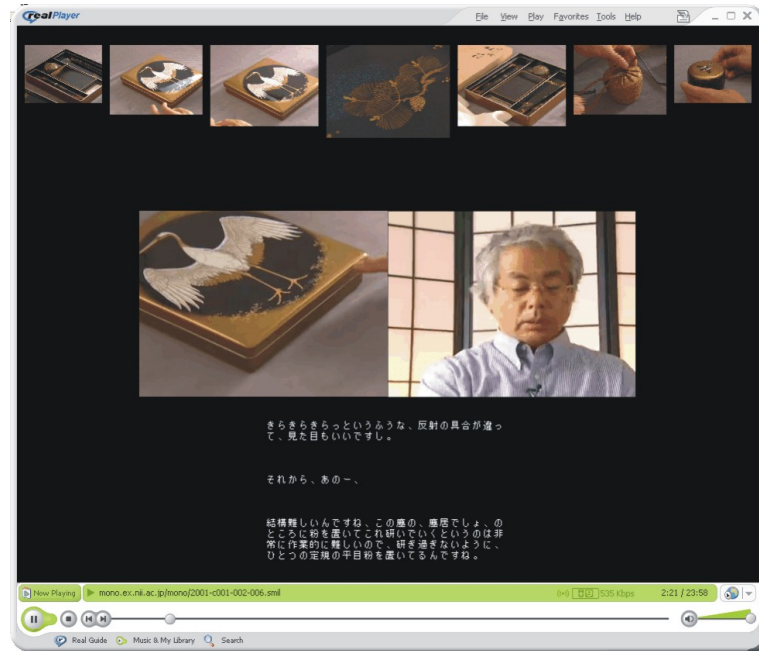 real Player
File View Play Favorites Tools Help
きらきらきらっというふうな、反射の具合が違っ
て、見た目もいいですし。
それから、あのー、
結構難しいんですね、この塵の、塵居でしょ、の
ところに粉を置いてこれ研いでいくというのは非
常に作業的に難しいので、研ぎ過ぎないように、
ひとつの定規の平目粉を置いてるんですね。
Now Playing mono.ex.nii.ac.jp/mono/2001-c001-002-006.smil 535 Kbps 2:21 / 23:58
Real Guide Music & My Library Search